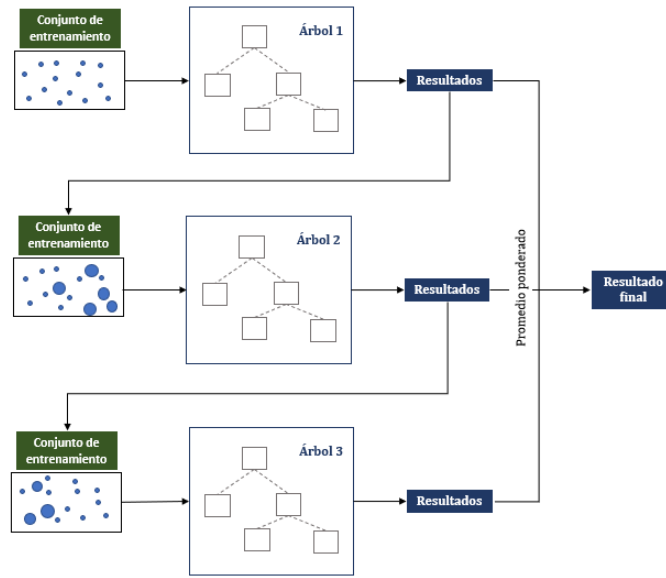 Conjunto de
entrenamiento
Árbol 1
Resultados
Conjunto de
entrenamiento
Árbol 2
Resultados
Promedio ponderado
Resultado
final
Conjunto de
entrenamiento
Árbol 3
Resultados